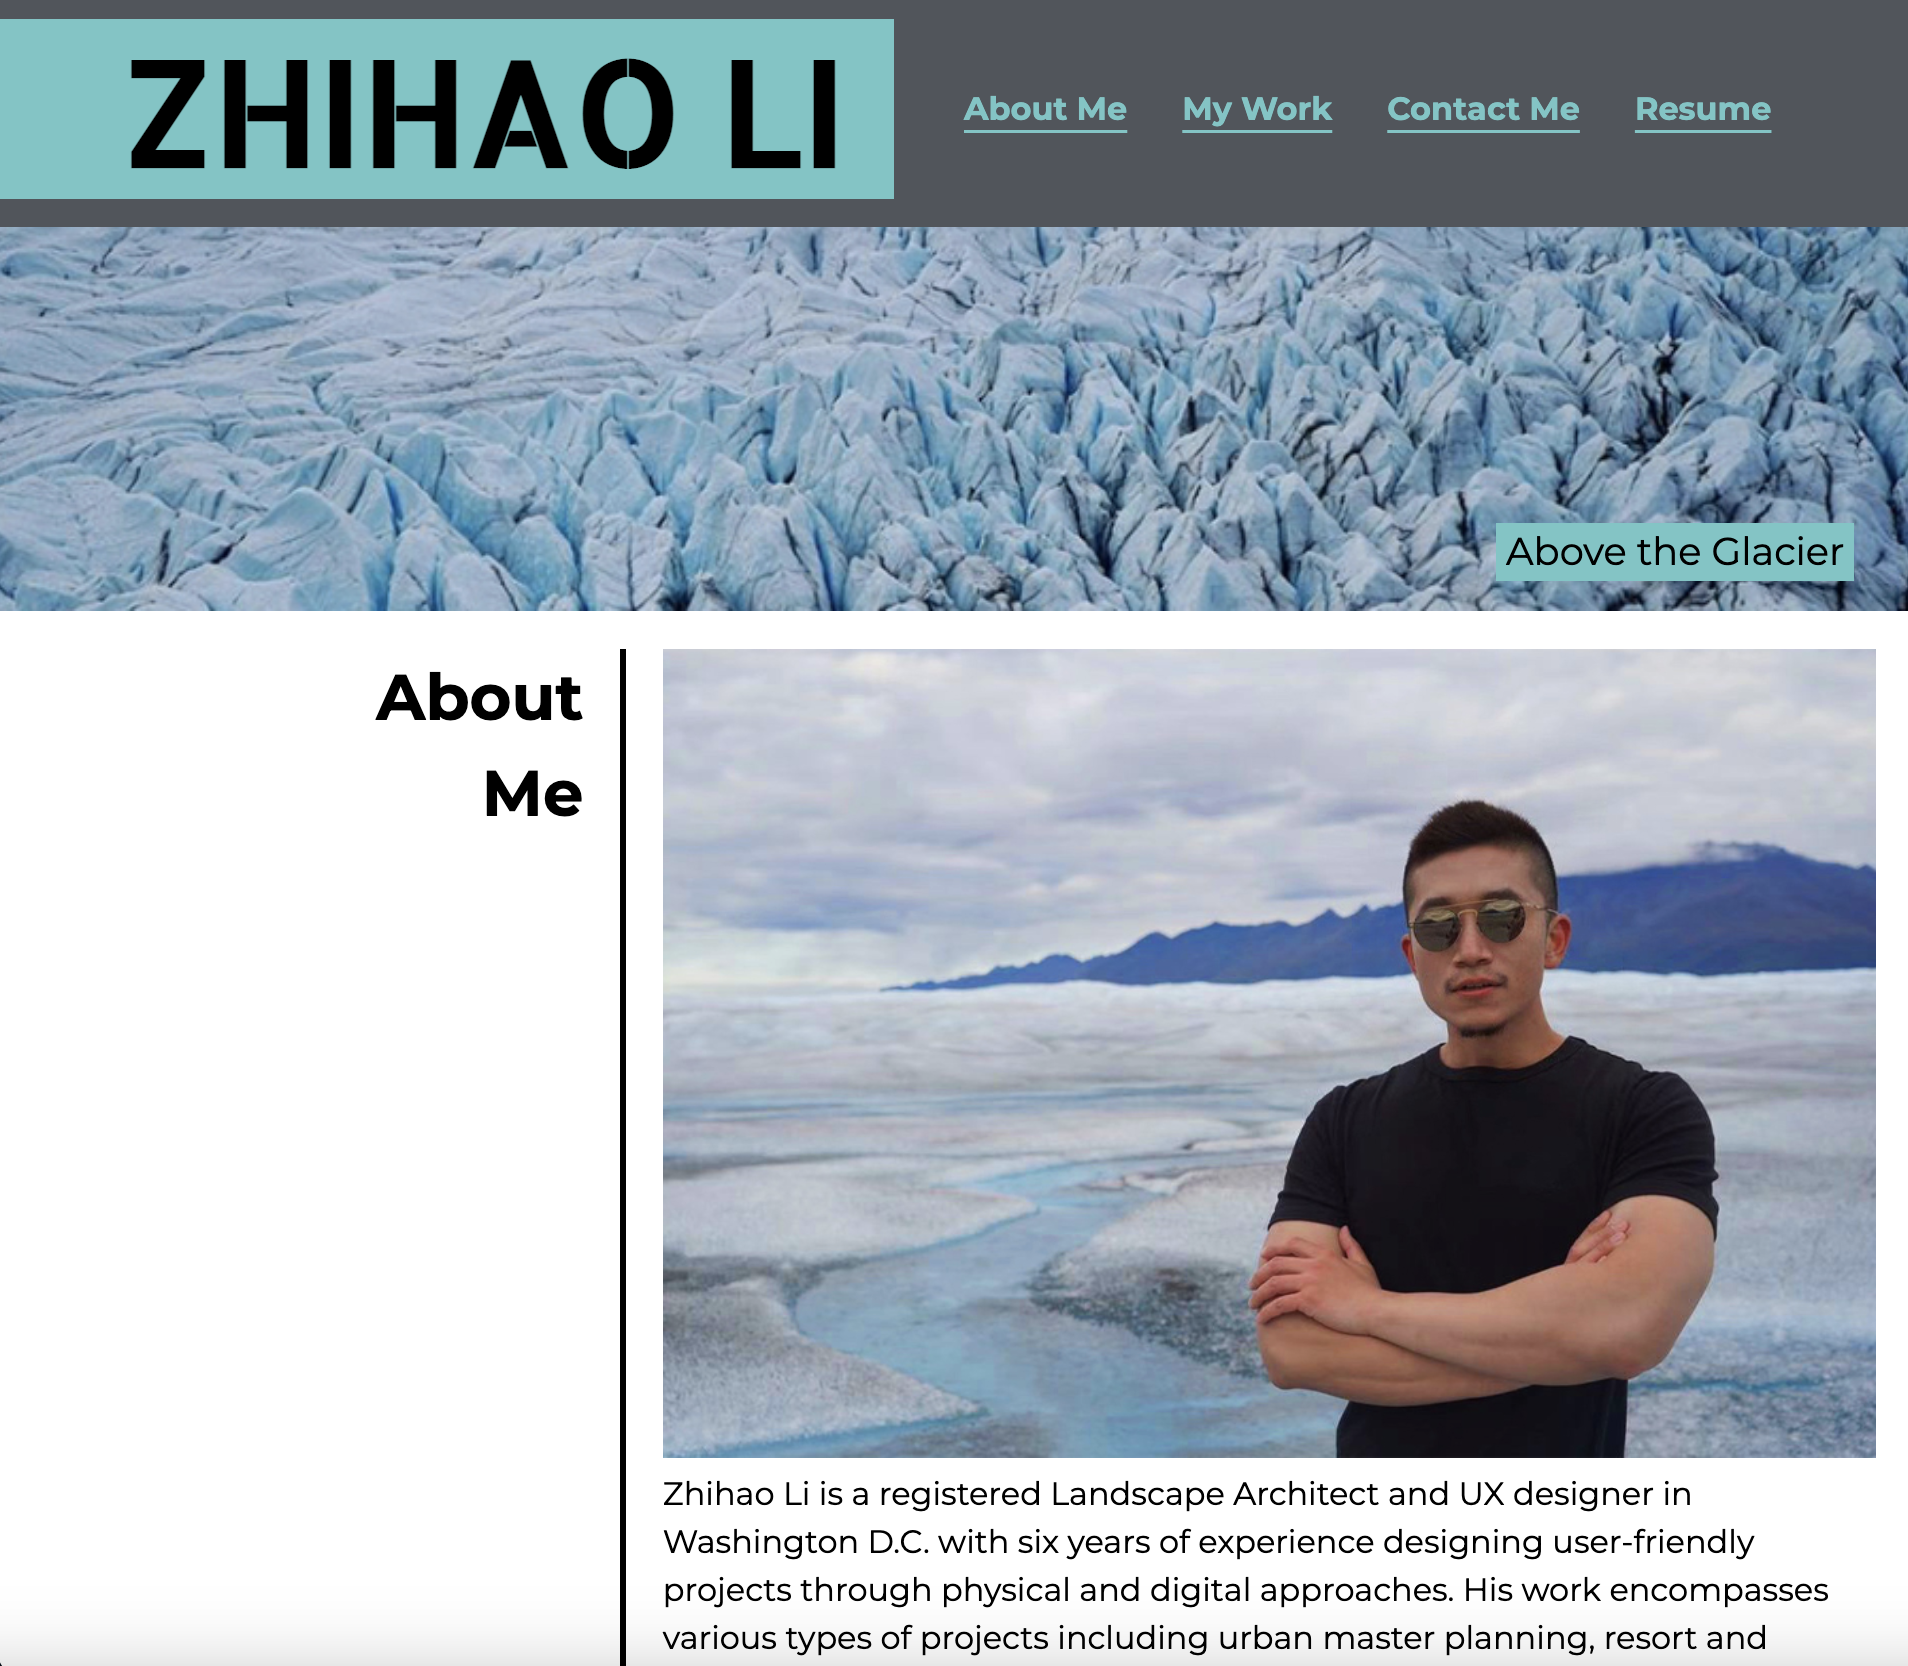 ZHIHAO LI
About Me My Work Contact Me Resume
Above the Glacier
About
Me
Zhihao Li is a registered Landscape Architect and UX designer in
Washington D.C. with six years of experience designing user-friendly
projects through physical and digital approaches. His work encompasses
various types of projects including urban master planning, resort and